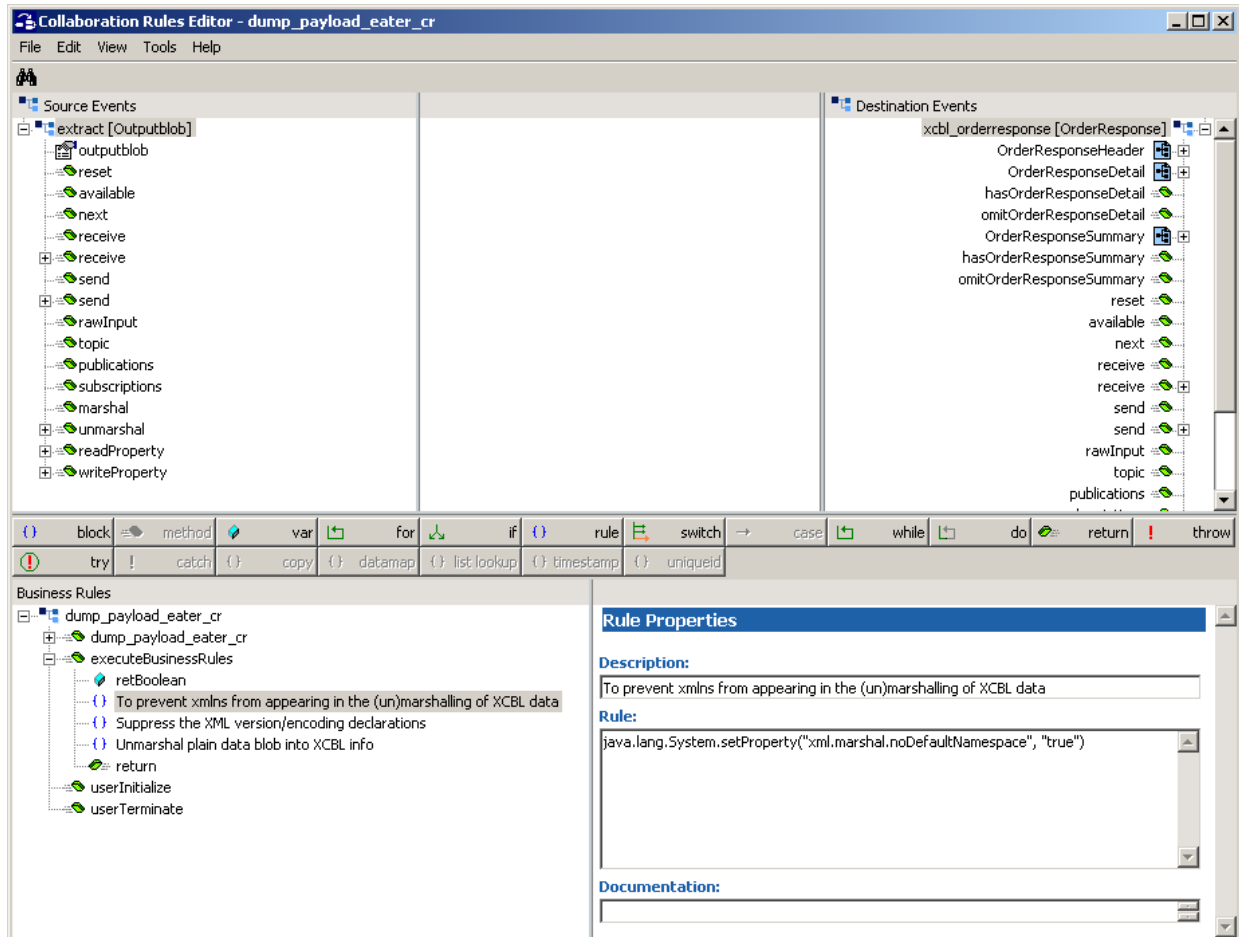 Collaboration Rules Editor - dump_payload_eater_cr
File Edit View Tools Help
Source Events
Destination Events
extract [Outputblob]
outputblob
reset
available
next
receive
receive
send
send
rawInput
topic
publications
subscriptions
marshal
unmarshal
readProperty
writeProperty
xcbl_orderresponse [OrderResponse]
OrderResponseHeader
OrderResponseDetail
hasOrderResponseDetail
omitOrderResponseDetail
OrderResponseSummary
hasOrderResponseSummary
omitOrderResponseSummary
reset
available
next
receive
receive
send
send
rawInput
topic
publications
block method var for if rule switch case while do return throw
try catch copy datamap list lookup timestamp uniqueid
Business Rules
dump_payload_eater_cr
dump_payload_eater_cr
executeBusinessRules
retBoolean
To prevent xmlns from appearing in the (un)marshalling of XCBL data
Suppress the XML version/encoding declarations
Unmarshal plain data blob into XCBL info
return
userInitialize
userTerminate
Rule Properties
Description:
To prevent xmlns from appearing in the (un)marshalling of XCBL data
Rule:
java.lang.System.setProperty("xml.marshal.noDefaultNamespace", "true")
Documentation: